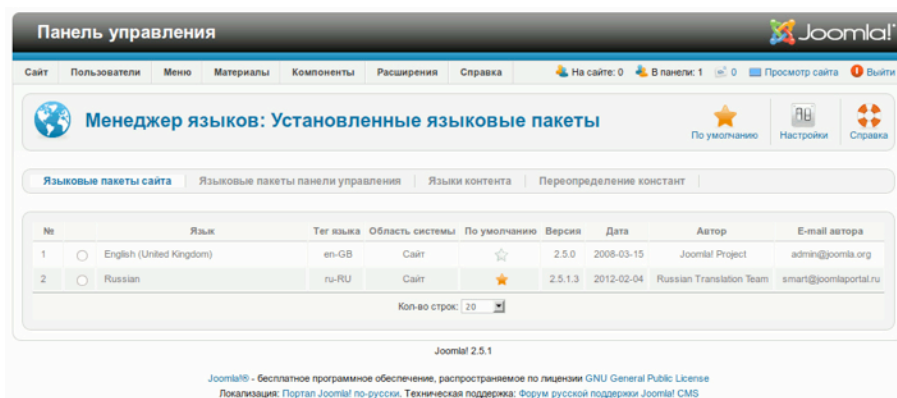 Панель управления
Joomla!
Сайт Пользователи Меню Материалы Компоненты Расширения Справка На сайте: 0 В панели: 1 0 Просмотр сайта Выйти
Менеджер языков: Установленные языковые пакеты
По умолчанию Настройки Справка
Языковые пакеты сайта Языковые пакеты панели управления Языки контента Переопределение констант
№ Язык Тег языка Область системы По умолчанию Версия Дата Автор E-mail автора
1 English (United Kingdom) en-GB Сайт 2.5.0 2008-03-15 Joomla! Project admin@joomla.org
2 Russian ru-RU Сайт 2.5.1.3 2012-02-04 Russian Translation Team smart@joomlaportal.ru
Кол-во строк: 20
Joomla! 2.5.1
Joomla!® - бесплатное программное обеспечение, распространяемое по лицензии GNU General Public License
Локализация: Портал Joomla! по-русски. Техническая поддержка: Форум русской поддержки Joomla! CMS